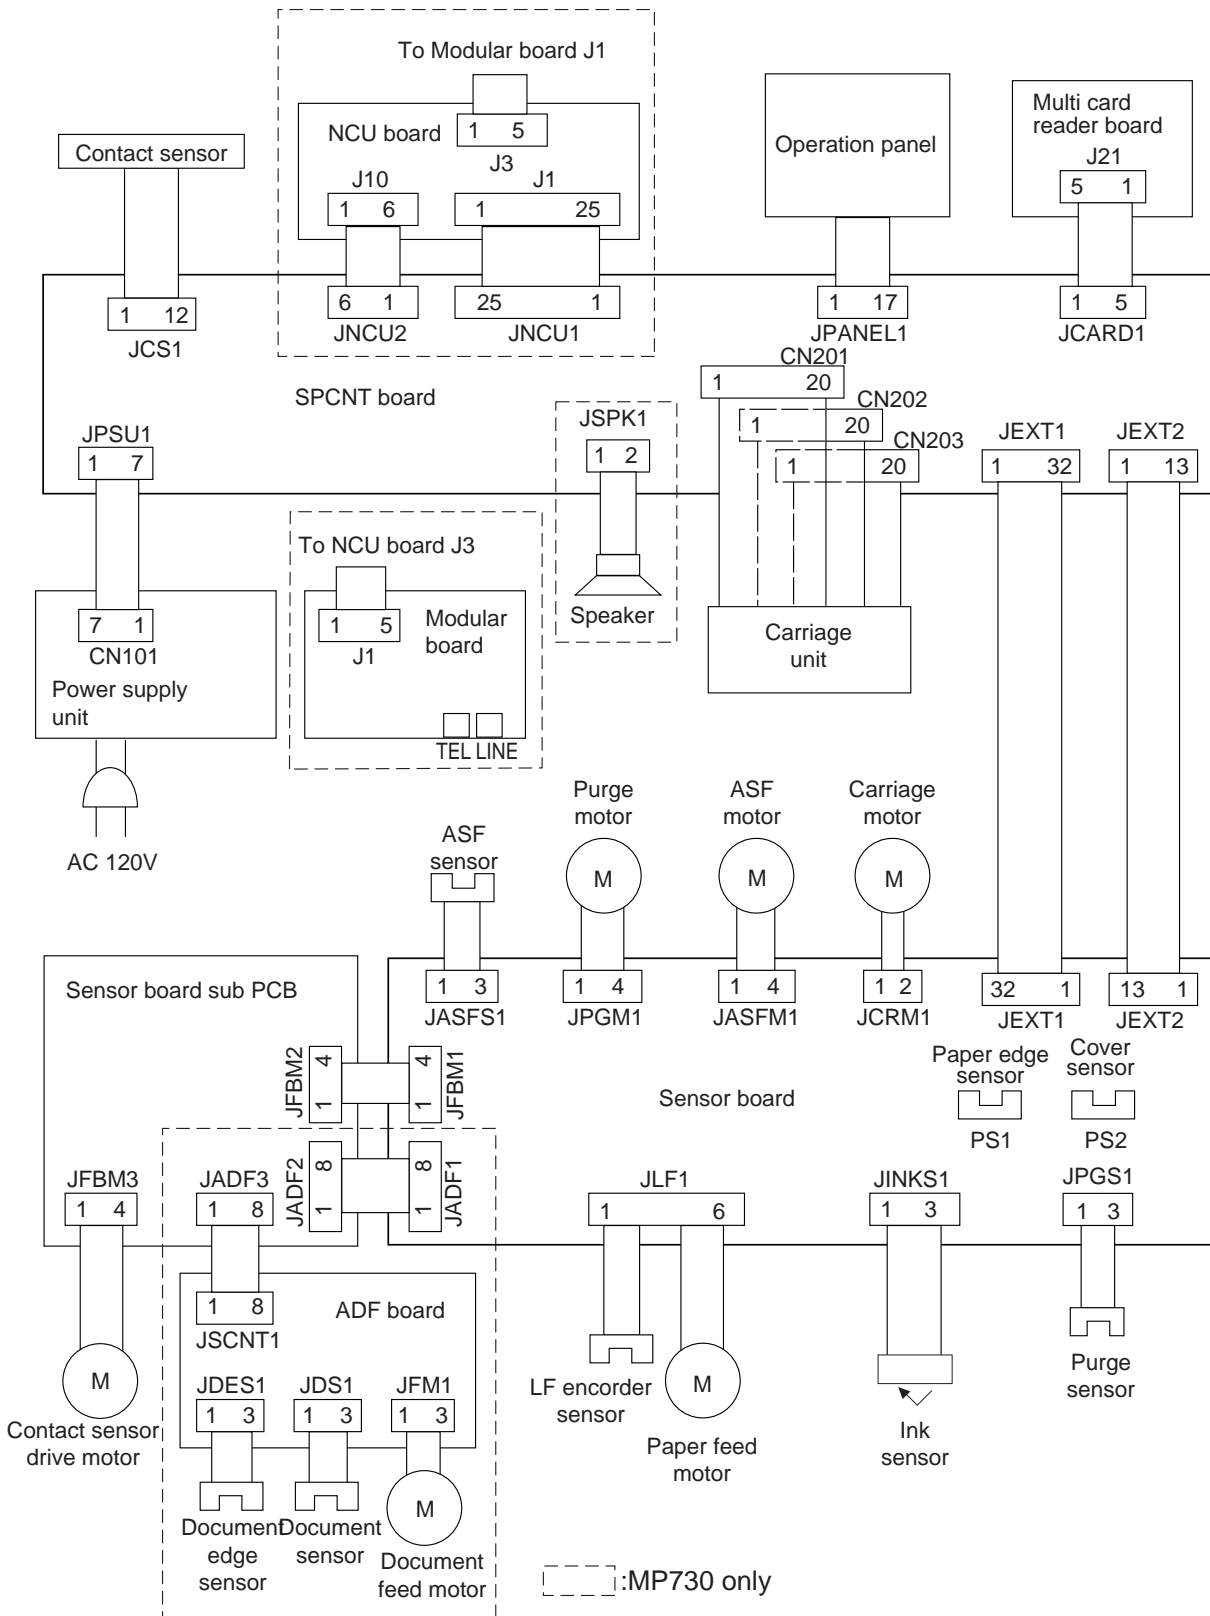 To Modular board J1
NCU board
1 5
J3
J10
1 6
J1
1 25
Contact sensor
Operation panel
Multi card
reader board
J21
5 1
1 12
JCS1
6 1
JNCU2
25 1
JNCU1
1 17
JPANEL1
1 5
JCARD1
SPCNT board
CN201
1 20
CN202
1 20
CN203
1 20
JPSU1
1 7
JSPK1
1 2
Speaker
JEXT1
1 32
JEXT2
1 13
To NCU board J3
1 5
J1
Modular
board
TEL LINE
7 1
CN101
Power supply
unit
AC 120V
Carriage
unit
ASF
sensor
Purge
motor
M
ASF
motor
M
Carriage
motor
M
Sensor board sub PCB
1 3
JASFS1
1 4
JPGM1
1 4
JASFM1
1 2
JCRM1
32 1
JEXT1
13 1
JEXT2
JFBM2
1 4
1 4
JFBM1
Sensor board
Paper edge
sensor
PS1
Cover
sensor
PS2
JADF2
1 8
1 8
JADF1
JFBM3
1 4
JADF3
1 8
JLF1
1 6
JINKS1
1 3
JPGS1
1 3
1 8
JSCNT1
ADF board
M
Contact sensor
drive motor
JDES1
1 3
JDS1
1 3
JFM1
1 3
LF encorder
sensor
M
Paper feed
motor
Ink
sensor
Purge
sensor
Document
edge
sensor
Document
sensor
M
Document
feed motor
:MP730 only